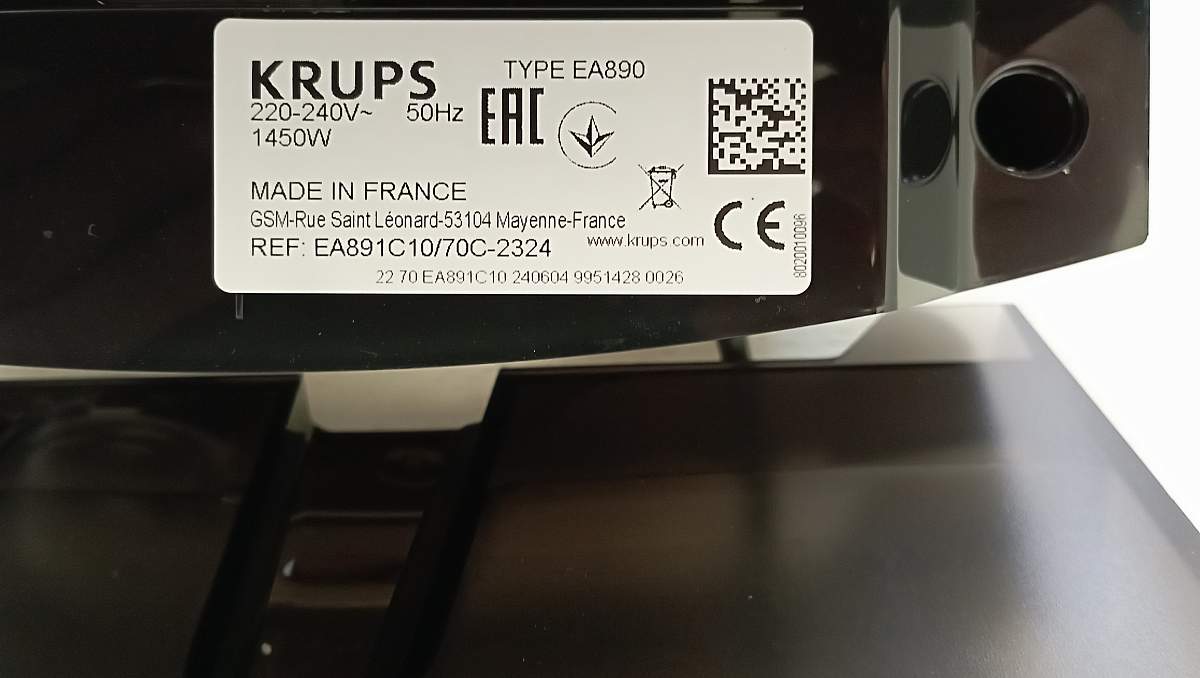 KRUPS
TYPE EA890
220-240V~ 50Hz
1450W
EAC
MADE IN FRANCE
GSM-Rue Saint Léonard-53104 Mayenne-France
REF: EA891C10/70C-2324
www.krups.com
CE
22 70 EA891C10 240604 9951428 0026
8020010096